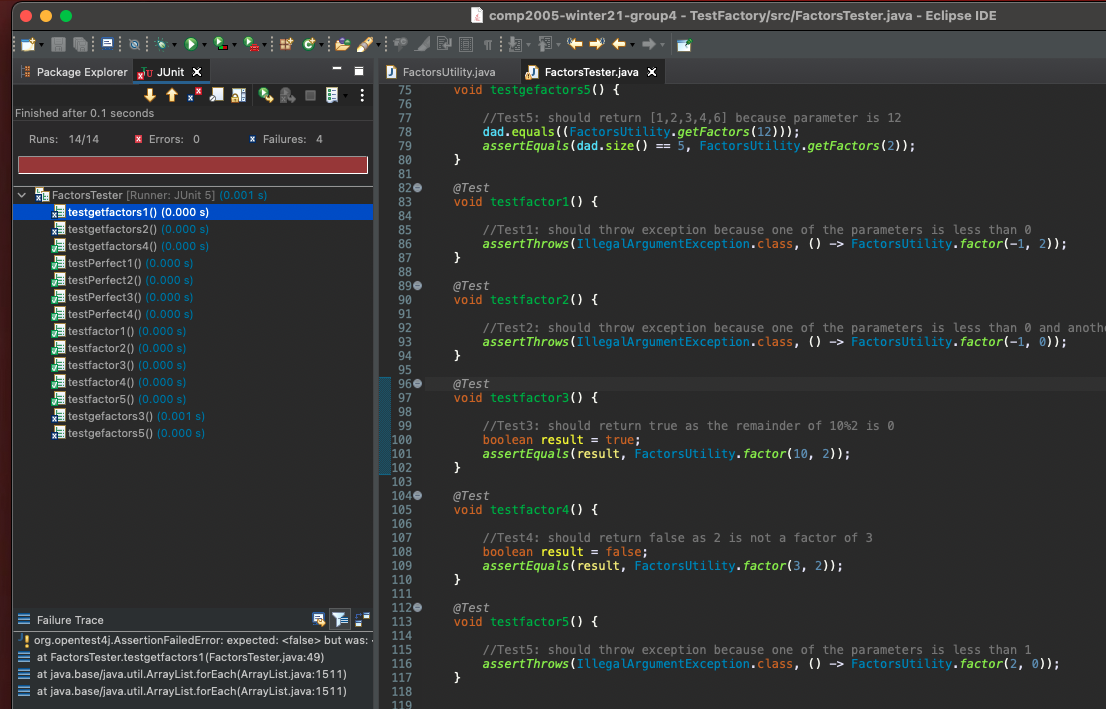 comp2005-winter21-group4 - TestFactory/src/FactorsTester.java - Eclipse IDE
Package Explorer
JUnit
FactorsUtility.java
FactorsTester.java
Finished after 0.1 seconds
Runs: 14/14
Errors: 0
Failures: 4
FactorsTester [Runner: JUnit 5] (0.001 s)
testgetfactors1() (0.000 s)
testgetfactors2() (0.000 s)
testgetfactors4() (0.000 s)
testPerfect1() (0.000 s)
testPerfect2() (0.000 s)
testPerfect3() (0.000 s)
testPerfect4() (0.000 s)
testfactor1() (0.000 s)
testfactor2() (0.000 s)
testfactor3() (0.000 s)
testfactor4() (0.000 s)
testfactor5() (0.000 s)
testgefactors3() (0.001 s)
testgefactors5() (0.000 s)
Failure Trace
org.opentest4j.AssertionFailedError: expected: <false> but was: <
at FactorsTester.testgetfactors1(FactorsTester.java:49)
at java.base/java.util.ArrayList.forEach(ArrayList.java:1511)
at java.base/java.util.ArrayList.forEach(ArrayList.java:1511)
75 void testgefactors5() {
76
77 //Test5: should return [1,2,3,4,6] because parameter is 12
78 dad.equals((FactorsUtility.getFactors(12)));
79 assertEquals(dad.size() == 5, FactorsUtility.getFactors(2));
80 }
81
82 @Test
83 void testfactor1() {
84
85 //Test1: should throw exception because one of the parameters is less than 0
86 assertThrows(IllegalArgumentException.class, () -> FactorsUtility.factor(-1, 2));
87 }
88
89 @Test
90 void testfactor2() {
91
92 //Test2: should throw exception because one of the parameters is less than 0 and anothe
93 assertThrows(IllegalArgumentException.class, () -> FactorsUtility.factor(-1, 0));
94 }
95
96 @Test
97 void testfactor3() {
98
99 //Test3: should return true as the remainder of 10%2 is 0
100 boolean result = true;
101 assertEquals(result, FactorsUtility.factor(10, 2));
102 }
103
104 @Test
105 void testfactor4() {
106
107 //Test4: should return false as 2 is not a factor of 3
108 boolean result = false;
109 assertEquals(result, FactorsUtility.factor(3, 2));
110 }
111
112 @Test
113 void testfactor5() {
114
115 //Test5: should throw exception because one of the parameters is less than 1
116 assertThrows(IllegalArgumentException.class, () -> FactorsUtility.factor(2, 0));
117 }
118
119